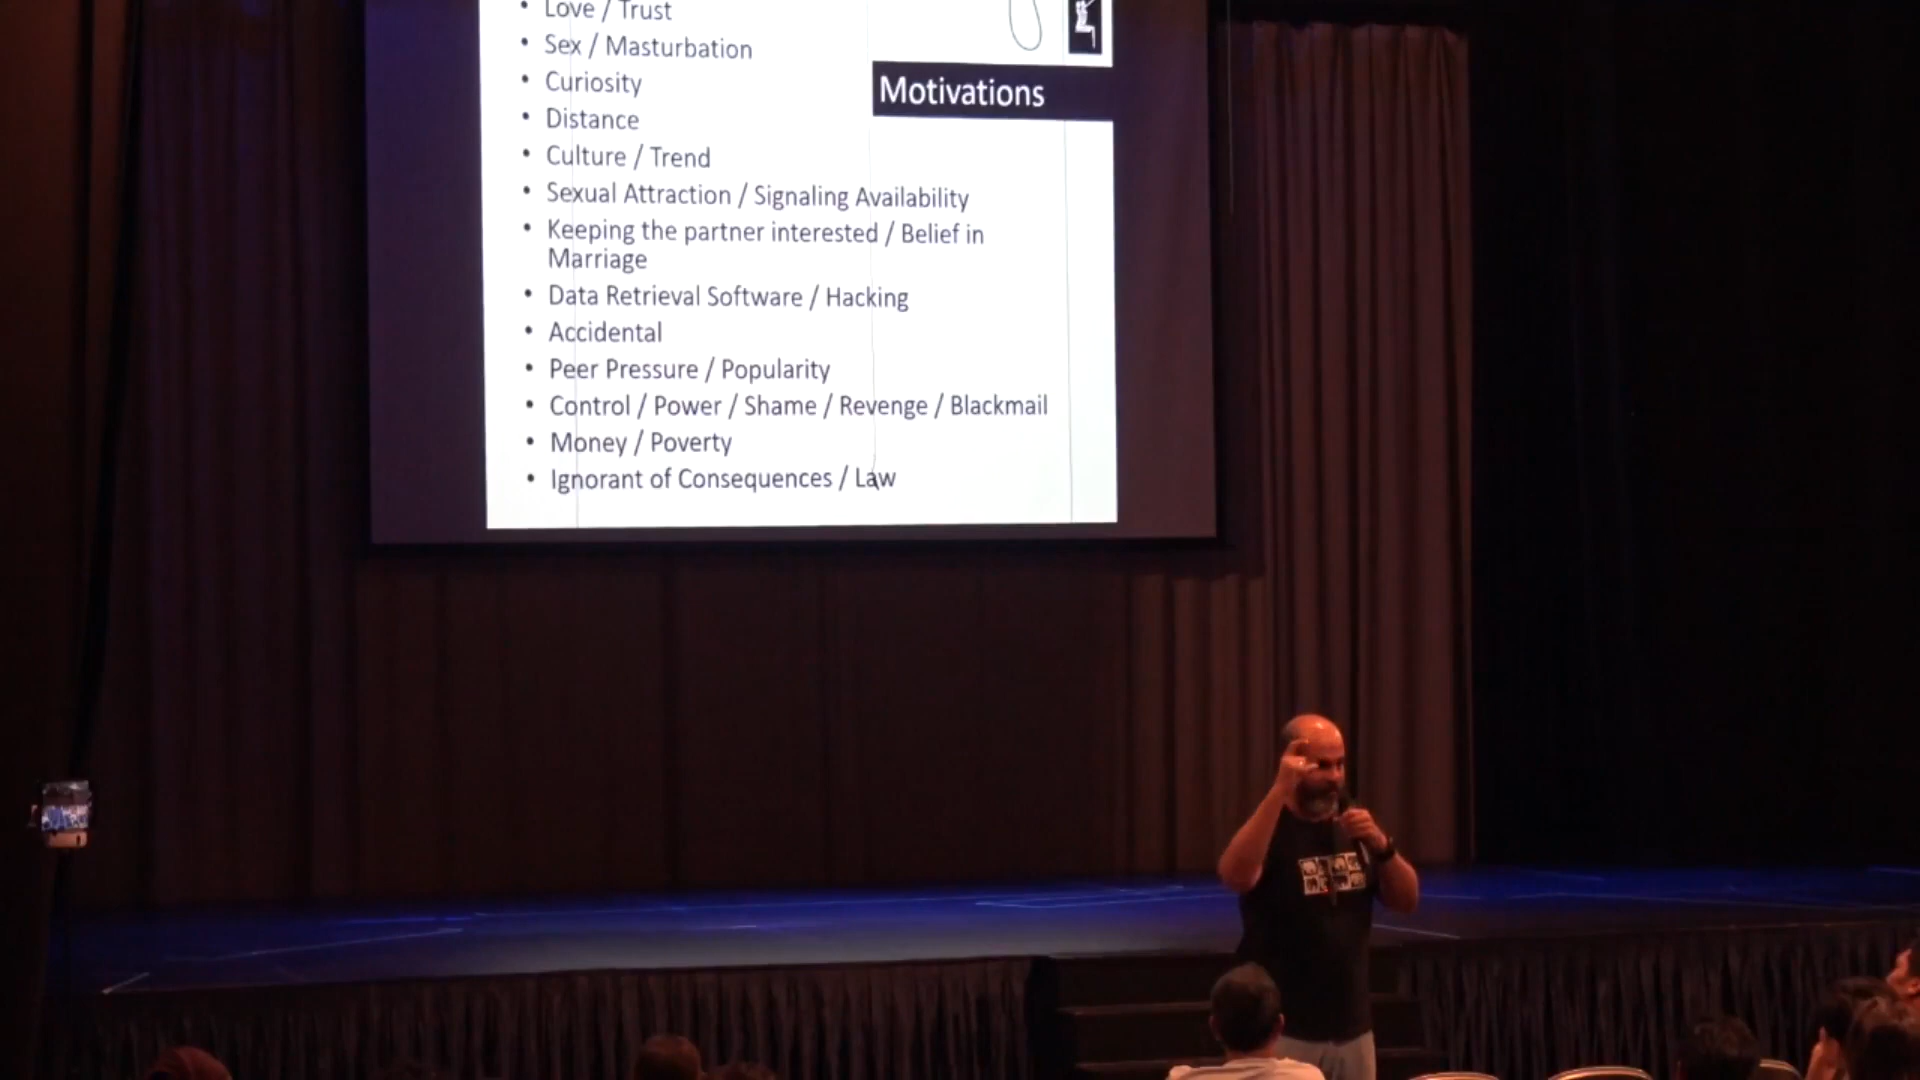 • Love / Trust
• Sex / Masturbation
• Curiosity
Motivations
• Distance
• Culture / Trend
• Sexual Attraction / Signaling Availability
• Keeping the partner interested / Belief in
Marriage
• Data Retrieval Software / Hacking
• Accidental
• Peer Pressure / Popularity
• Control / Power / Shame / Revenge / Blackmail
• Money / Poverty
• Ignorant of Consequences / Law